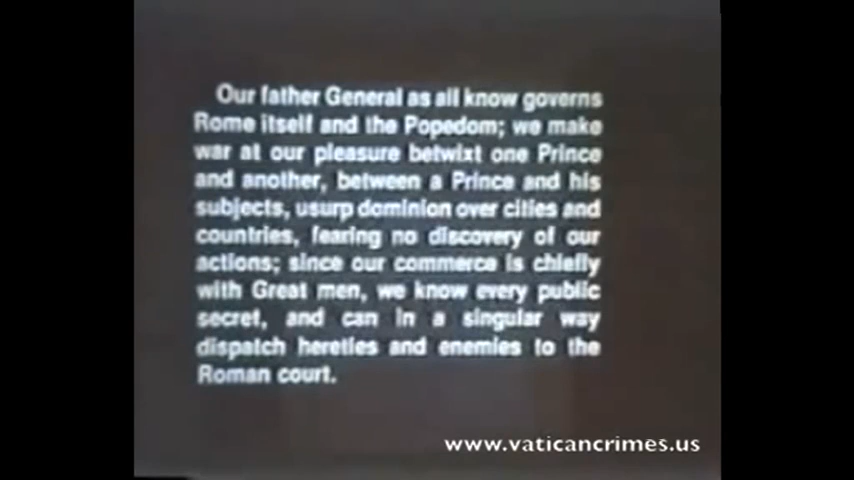 Our father General as all know governs
Rome itself and the Popedom; we make
war at our pleasure betwixt one Prince
and another, between a Prince and his
subjects, usurp dominion over cities and
countries, fearing no discovery of our
actions; since our commerce is chiefly
with Great men, we know every public
secret, and can in a singular way
dispatch heretics and enemies to the
Roman court.
www.vaticancrimes.us